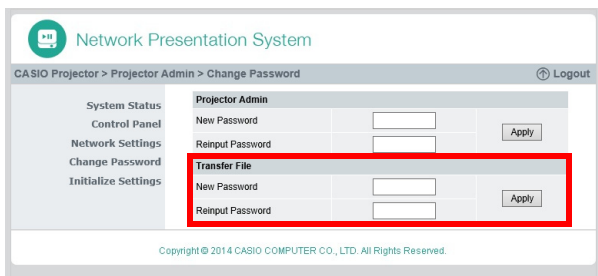 Network Presentation System
CASIO Projector > Projector Admin > Change Password
Logout
System Status
Control Panel
Network Settings
Change Password
Initialize Settings
Projector Admin
New Password
Reinput Password
Apply
Transfer File
New Password
Reinput Password
Apply
Copyright © 2014 CASIO COMPUTER CO., LTD. All Rights Reserved.